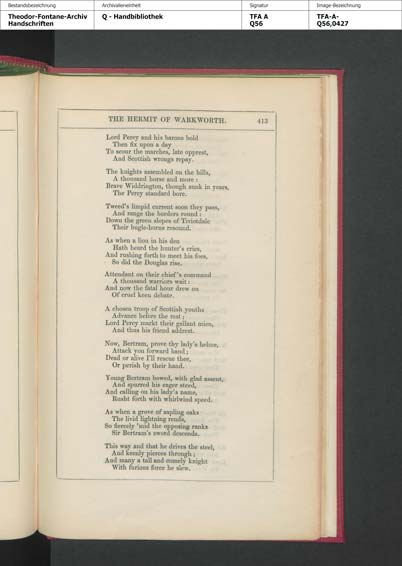 Bestandsbezeichnung
Archivalieneinheit
Signatur
Image-Bezeichnung
Theodor-Fontane-Archiv
Handschriften
Q - Handbibliothek
TFA A
Q56
TFA-A-
Q56,0427
THE HERMIT OF WARKWORTH. 413
Lord Percy and his barons bold
Then fix upon a day
To scour the marches, late opprest,
And Scottish wrongs repay.
The knights assembled on the hills,
A thousand horse and more:
Brave Widdrington, though sunk in years,
The Percy standard bore.
Tweed's limpid current soon they pass,
And range the borders round:
Down the green slopes of Tiviotdale
Their bugle-horns resound.
As when a lion in his den
Hath heard the hunter's cries,
And rushing forth to meet his foes,
So did the Douglas rise.
Attendant on their chief's command
A thousand warriors wait:
And now the fatal hour drew on
Of cruel keen debate.
A chosen troop of Scottish youths
Advance before the rest;
Lord Percy markt their gallant mien,
And thus his friend addrest.
Now, Bertram, prove thy lady's helme,
Attack yon forward band;
Dead or alive I'll rescue thee,
Or perish by their hand.
Young Bertram bowed, with glad assent,
And spurred his eager steed,
And calling on his lady's name,
Rusht forth with whirlwind speed.
As when a grove of sapling oaks
The livid lightning rends,
So fiercely 'mid the opposing ranks
Sir Bertram's sword descends.
This way and that he drives the steel,
And keenly pierces through;
And many a tall and comely knight
With furious force he slew.